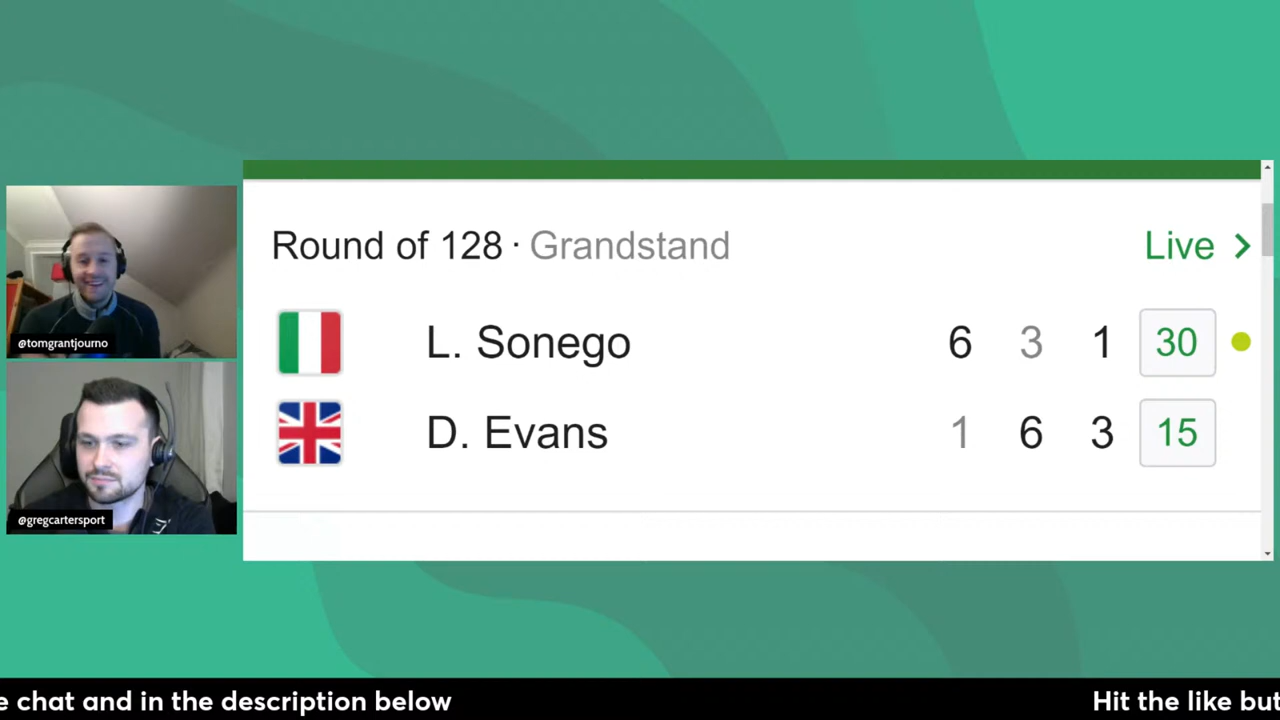 Round of 128 · Grandstand
Live
L. Sonego 6 3 1 30
D. Evans 1 6 3 15
@tomgrantjourno
@gregcartersport
e chat and in the description below
Hit the like but